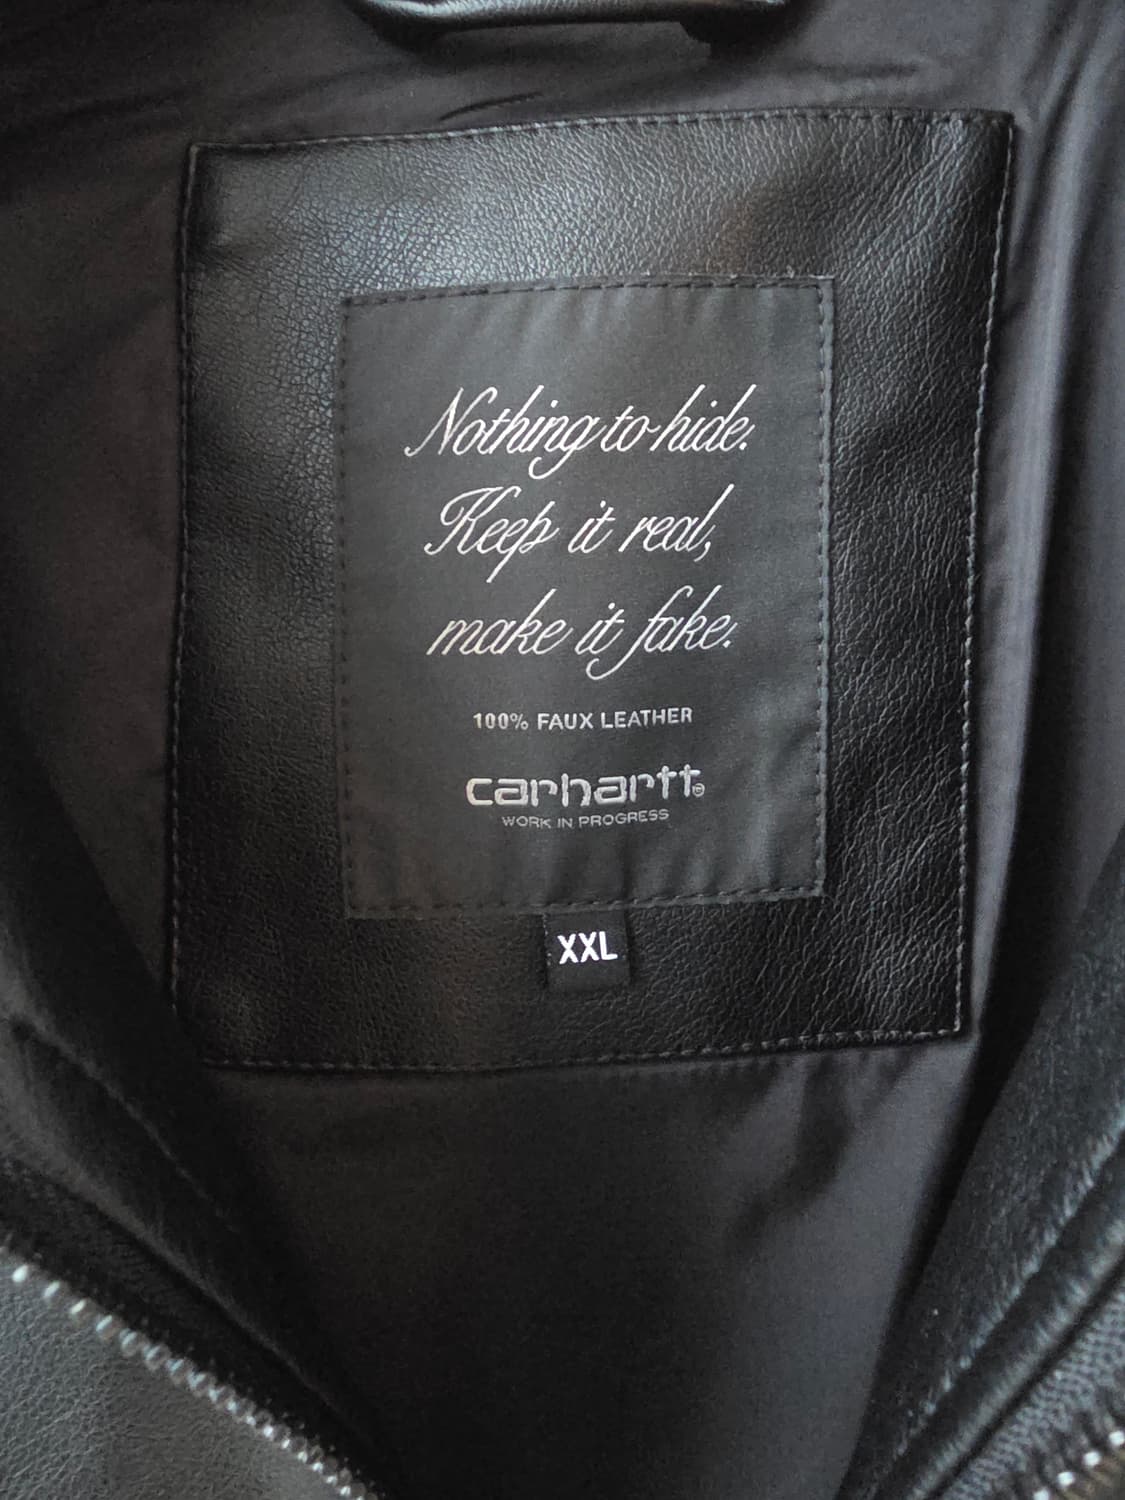 Nothing to hide.
Keep it real,
make it fake.
100% FAUX LEATHER
carhartt®
WORK IN PROGRESS
XXL